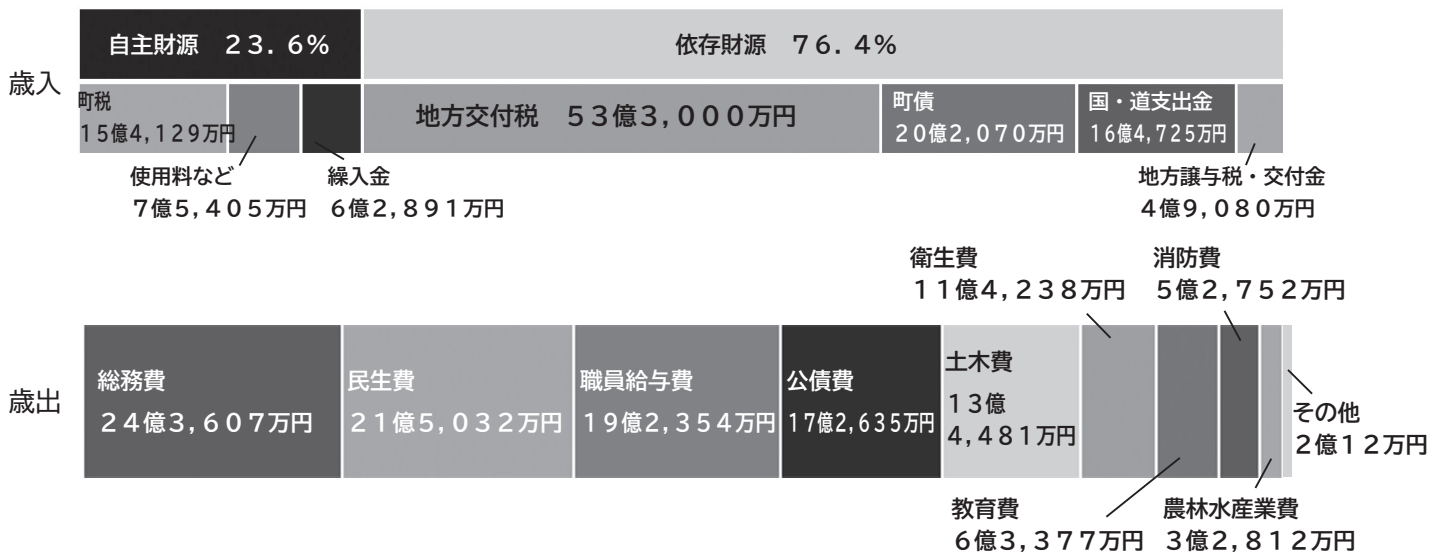 自主財源 ２３．６％
依存財源 ７６．４％
歳入
町税
15億4,129万円
地方交付税 ５３億３，０００万円
町債
２０億２，０７０万円
国・道支出金
16億4,725万円
使用料など
７億５，４０５万円
繰入金
６億２，８９１万円
地方譲与税・交付金
４億９，０８０万円
衛生費
１１億４，２３８万円
消防費
５億２，７５２万円
歳出
総務費
２４億３，６０７万円
民生費
２１億５，０３２万円
職員給与費
１９億２，３５４万円
公債費
17億2,635万円
土木費
１３億
４，４８１万円
その他
２億１２万円
教育費
６億３，３７７万円
農林水産業費
３億２，８１２万円